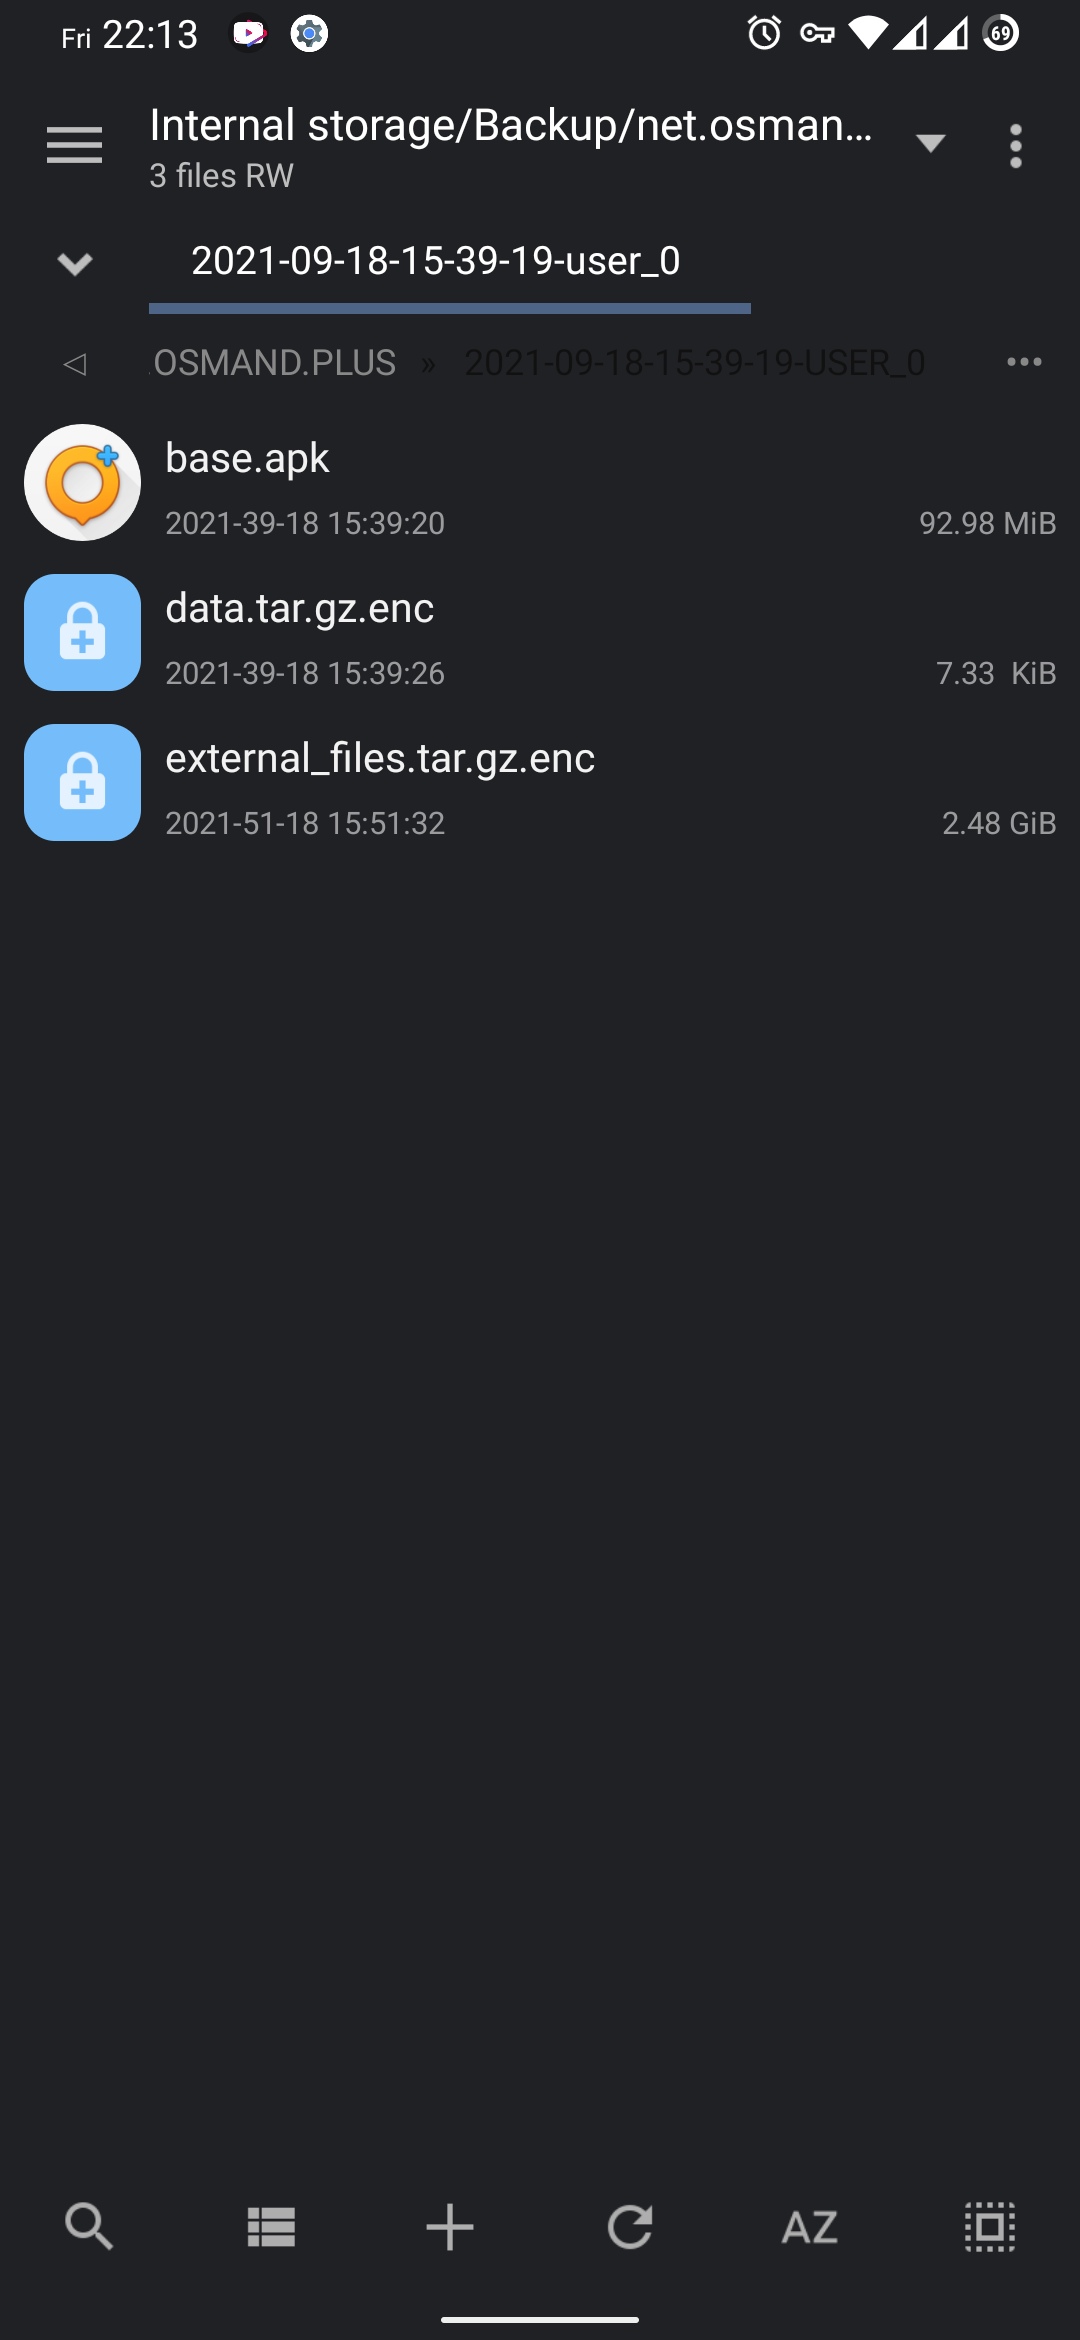 Fri 22:13
69
Internal storage/Backup/net.osman...
3 files RW
2021-09-18-15-39-19-user_0
.OSMAND.PLUS » 2021-09-18-15-39-19-USER_0
base.apk
2021-39-18 15:39:20 92.98 MiB
data.tar.gz.enc
2021-39-18 15:39:26 7.33 KiB
external_files.tar.gz.enc
2021-51-18 15:51:32 2.48 GiB
AZ